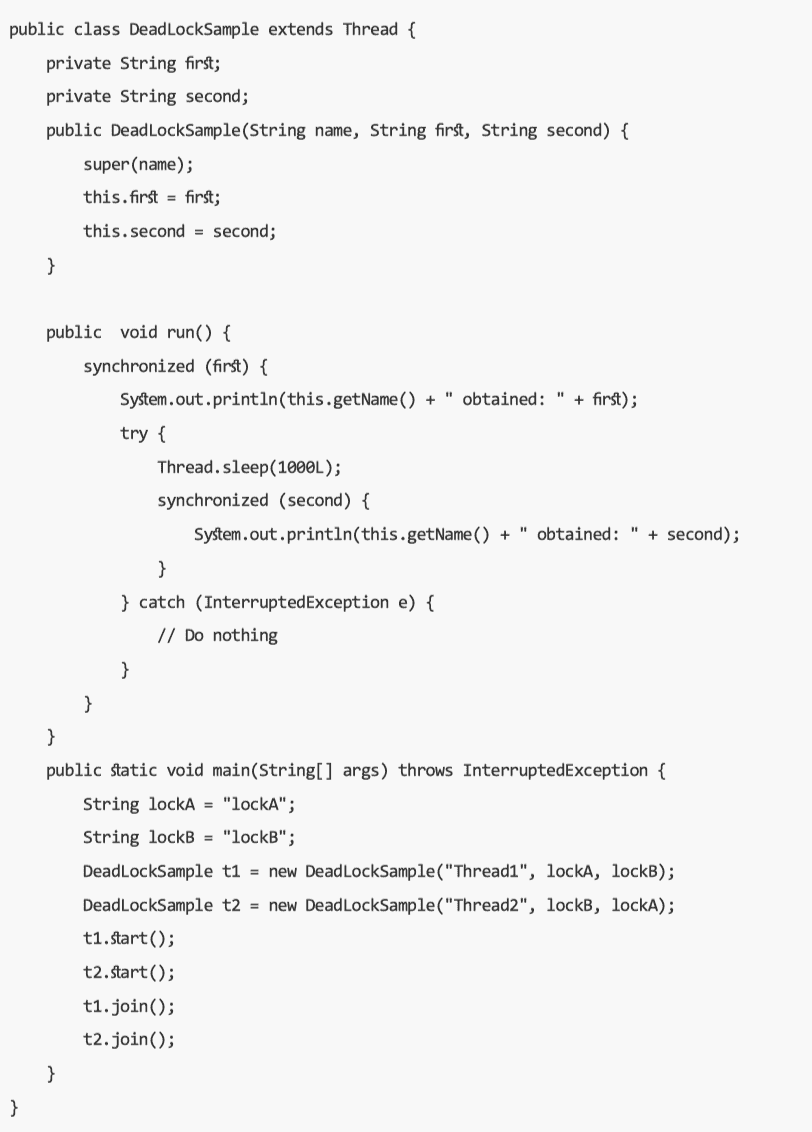 public class DeadLockSample extends Thread {
    private String first;
    private String second;
    public DeadLockSample(String name, String first, String second) {
        super(name);
        this.first = first;
        this.second = second;
    }

    public  void run() {
        synchronized (first) {
            System.out.println(this.getName() + " obtained: " + first);
            try {
                Thread.sleep(1000L);
                synchronized (second) {
                    System.out.println(this.getName() + " obtained: " + second);
                }
            } catch (InterruptedException e) {
                // Do nothing
            }
        }
    }
    public static void main(String[] args) throws InterruptedException {
        String lockA = "lockA";
        String lockB = "lockB";
        DeadLockSample t1 = new DeadLockSample("Thread1", lockA, lockB);
        DeadLockSample t2 = new DeadLockSample("Thread2", lockB, lockA);
        t1.start();
        t2.start();
        t1.join();
        t2.join();
    }
}